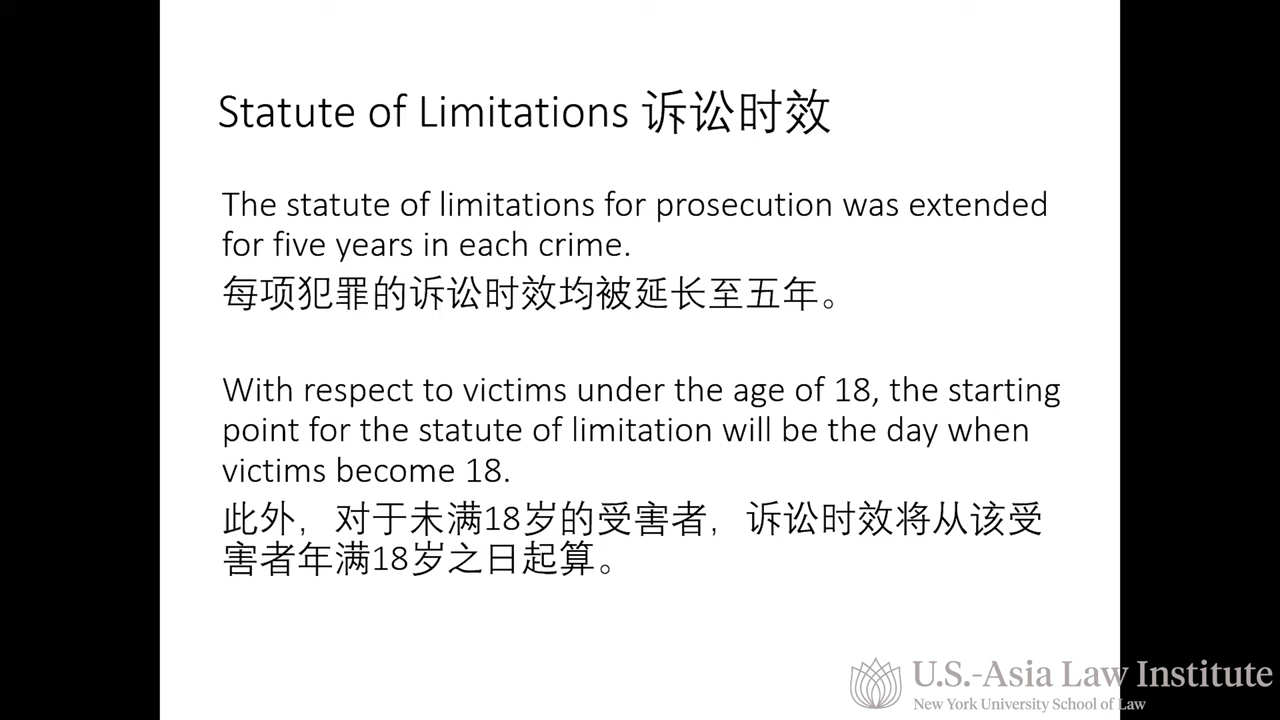 Statute of Limitations 诉讼时效
The statute of limitations for prosecution was extended
for five years in each crime.
每项犯罪的诉讼时效均被延长至五年。
With respect to victims under the age of 18, the starting
point for the statute of limitation will be the day when
victims become 18.
此外，对于未满18岁的受害者，诉讼时效将从该受
害者年满18岁之日起算。
U.S.-Asia Law Institute
New York University School of Law